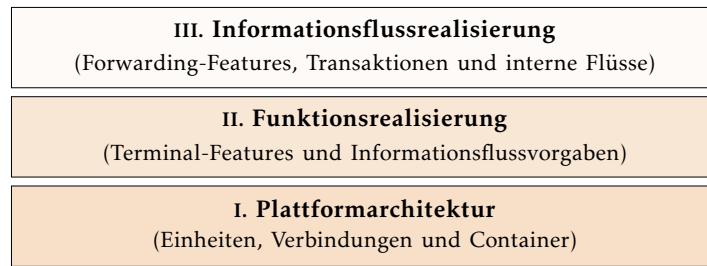 III. Informationsflussrealisierung
(Forwarding-Features, Transaktionen und interne Flüsse)
II. Funktionsrealisierung
(Terminal-Features und Informationsflussvorgaben)
I. Plattformarchitektur
(Einheiten, Verbindungen und Container)